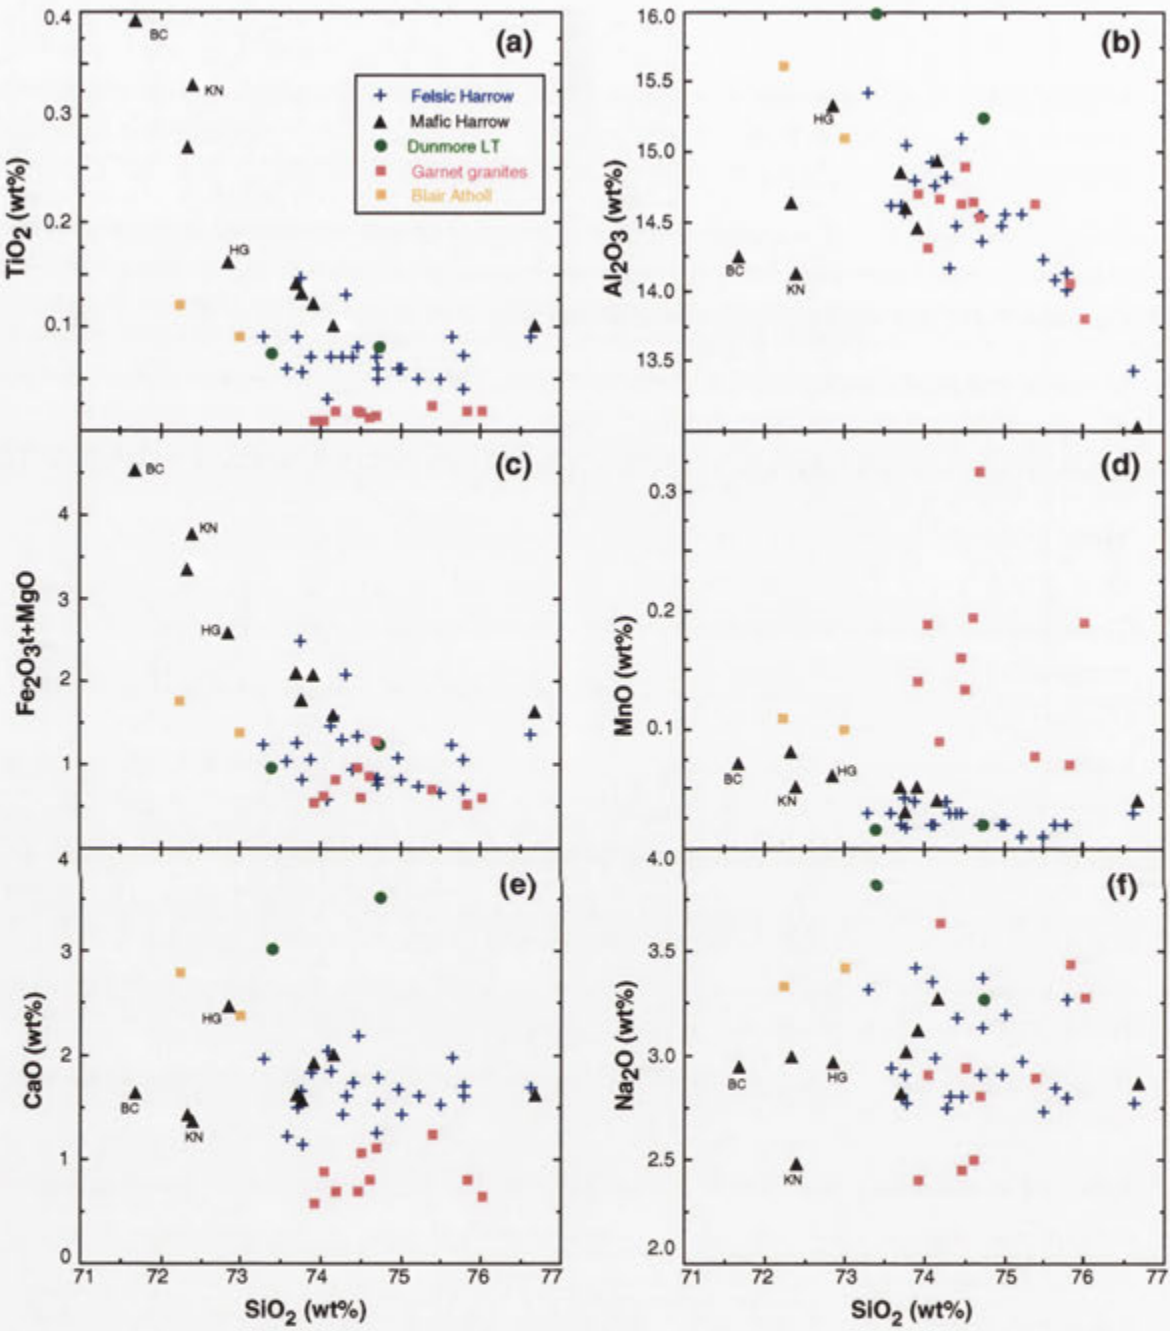 0.4
0.3
0.2
0.1
TiO2 (wt%)
(a)
BC
KN
HG
Felsic Harrow
Mafic Harrow
Dunmore LT
Garnet granites
Blair Atholl
16.0
15.5
15.0
14.5
14.0
13.5
Al2O3 (wt%)
(b)
HG
BC
KN
4
3
2
1
Fe2O3t+MgO
(c)
BC
KN
HG
0.3
0.2
0.1
MnO (wt%)
(d)
BC
KN
HG
4
3
2
1
0
CaO (wt%)
(e)
HG
BC
KN
71 72 73 74 75 76 77
SiO2 (wt%)
4.0
3.5
3.0
2.5
2.0
Na2O (wt%)
(f)
BC
HG
KN
71 72 73 74 75 76 77
SiO2 (wt%)